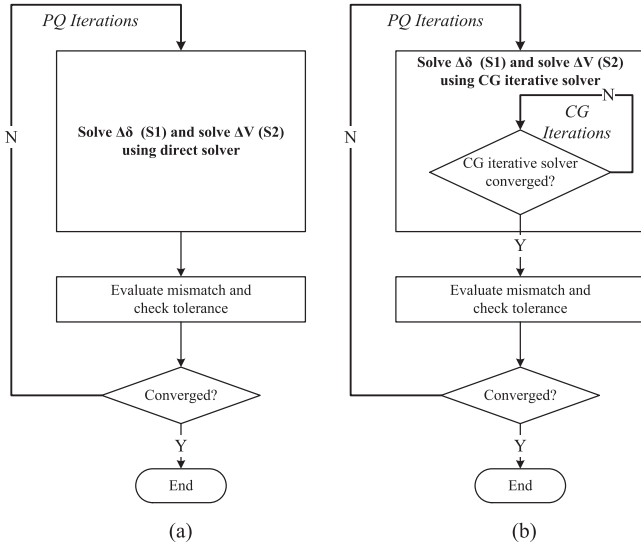 PQ Iterations
N
Solve Δδ (S1) and solve ΔV (S2)
using direct solver
Evaluate mismatch and
check tolerance
Converged?
Y
End
(a)
PQ Iterations
N
Solve Δδ (S1) and solve ΔV (S2)
using CG iterative solver
N
CG
Iterations
CG iterative solver
converged?
Y
Evaluate mismatch and
check tolerance
Converged?
Y
End
(b)